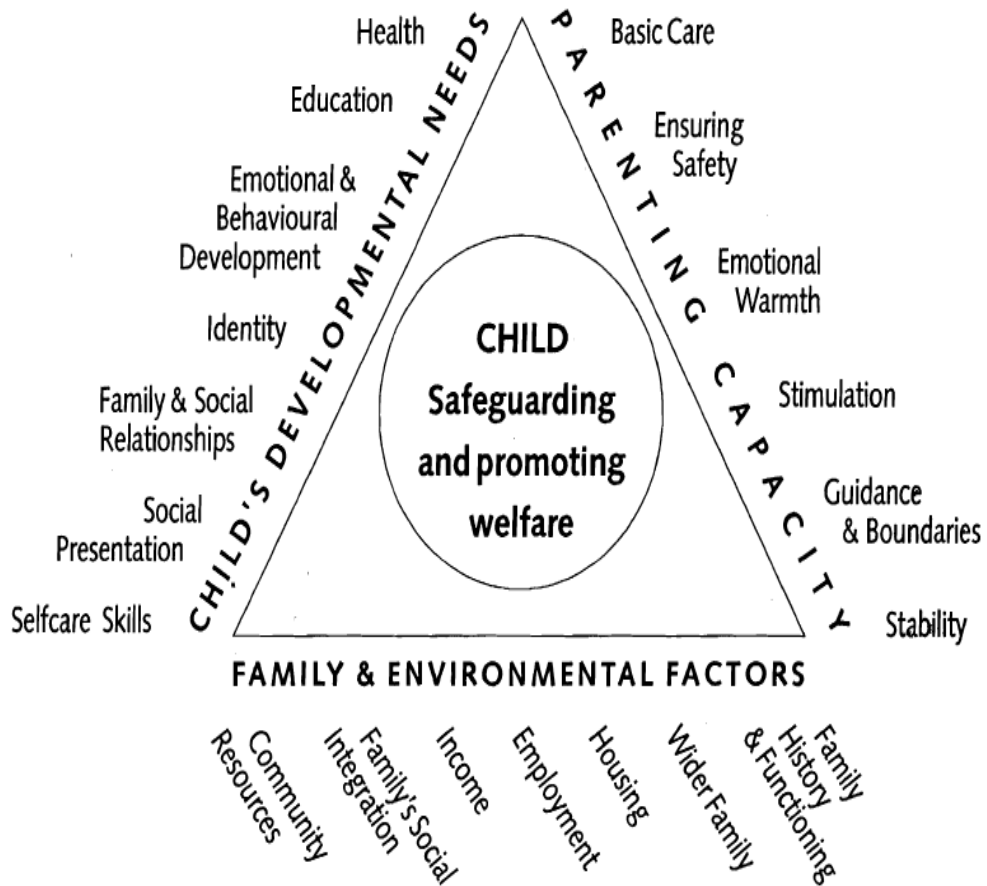 Health
Education
Emotional &
Behavioural
Development
Identity
Family & Social
Relationships
Social
Presentation
Selfcare Skills
CHILD'S DEVELOPMENTAL NEEDS
PARENTING CAPACITY
Basic Care
Ensuring
Safety
Emotional
Warmth
Stimulation
Guidance
& Boundaries
Stability
CHILD
Safeguarding
and promoting
welfare
FAMILY & ENVIRONMENTAL FACTORS
Community
Resources
Family's Social
Integration
Income
Employment
Housing
Wider Family
Family
History
& Functioning